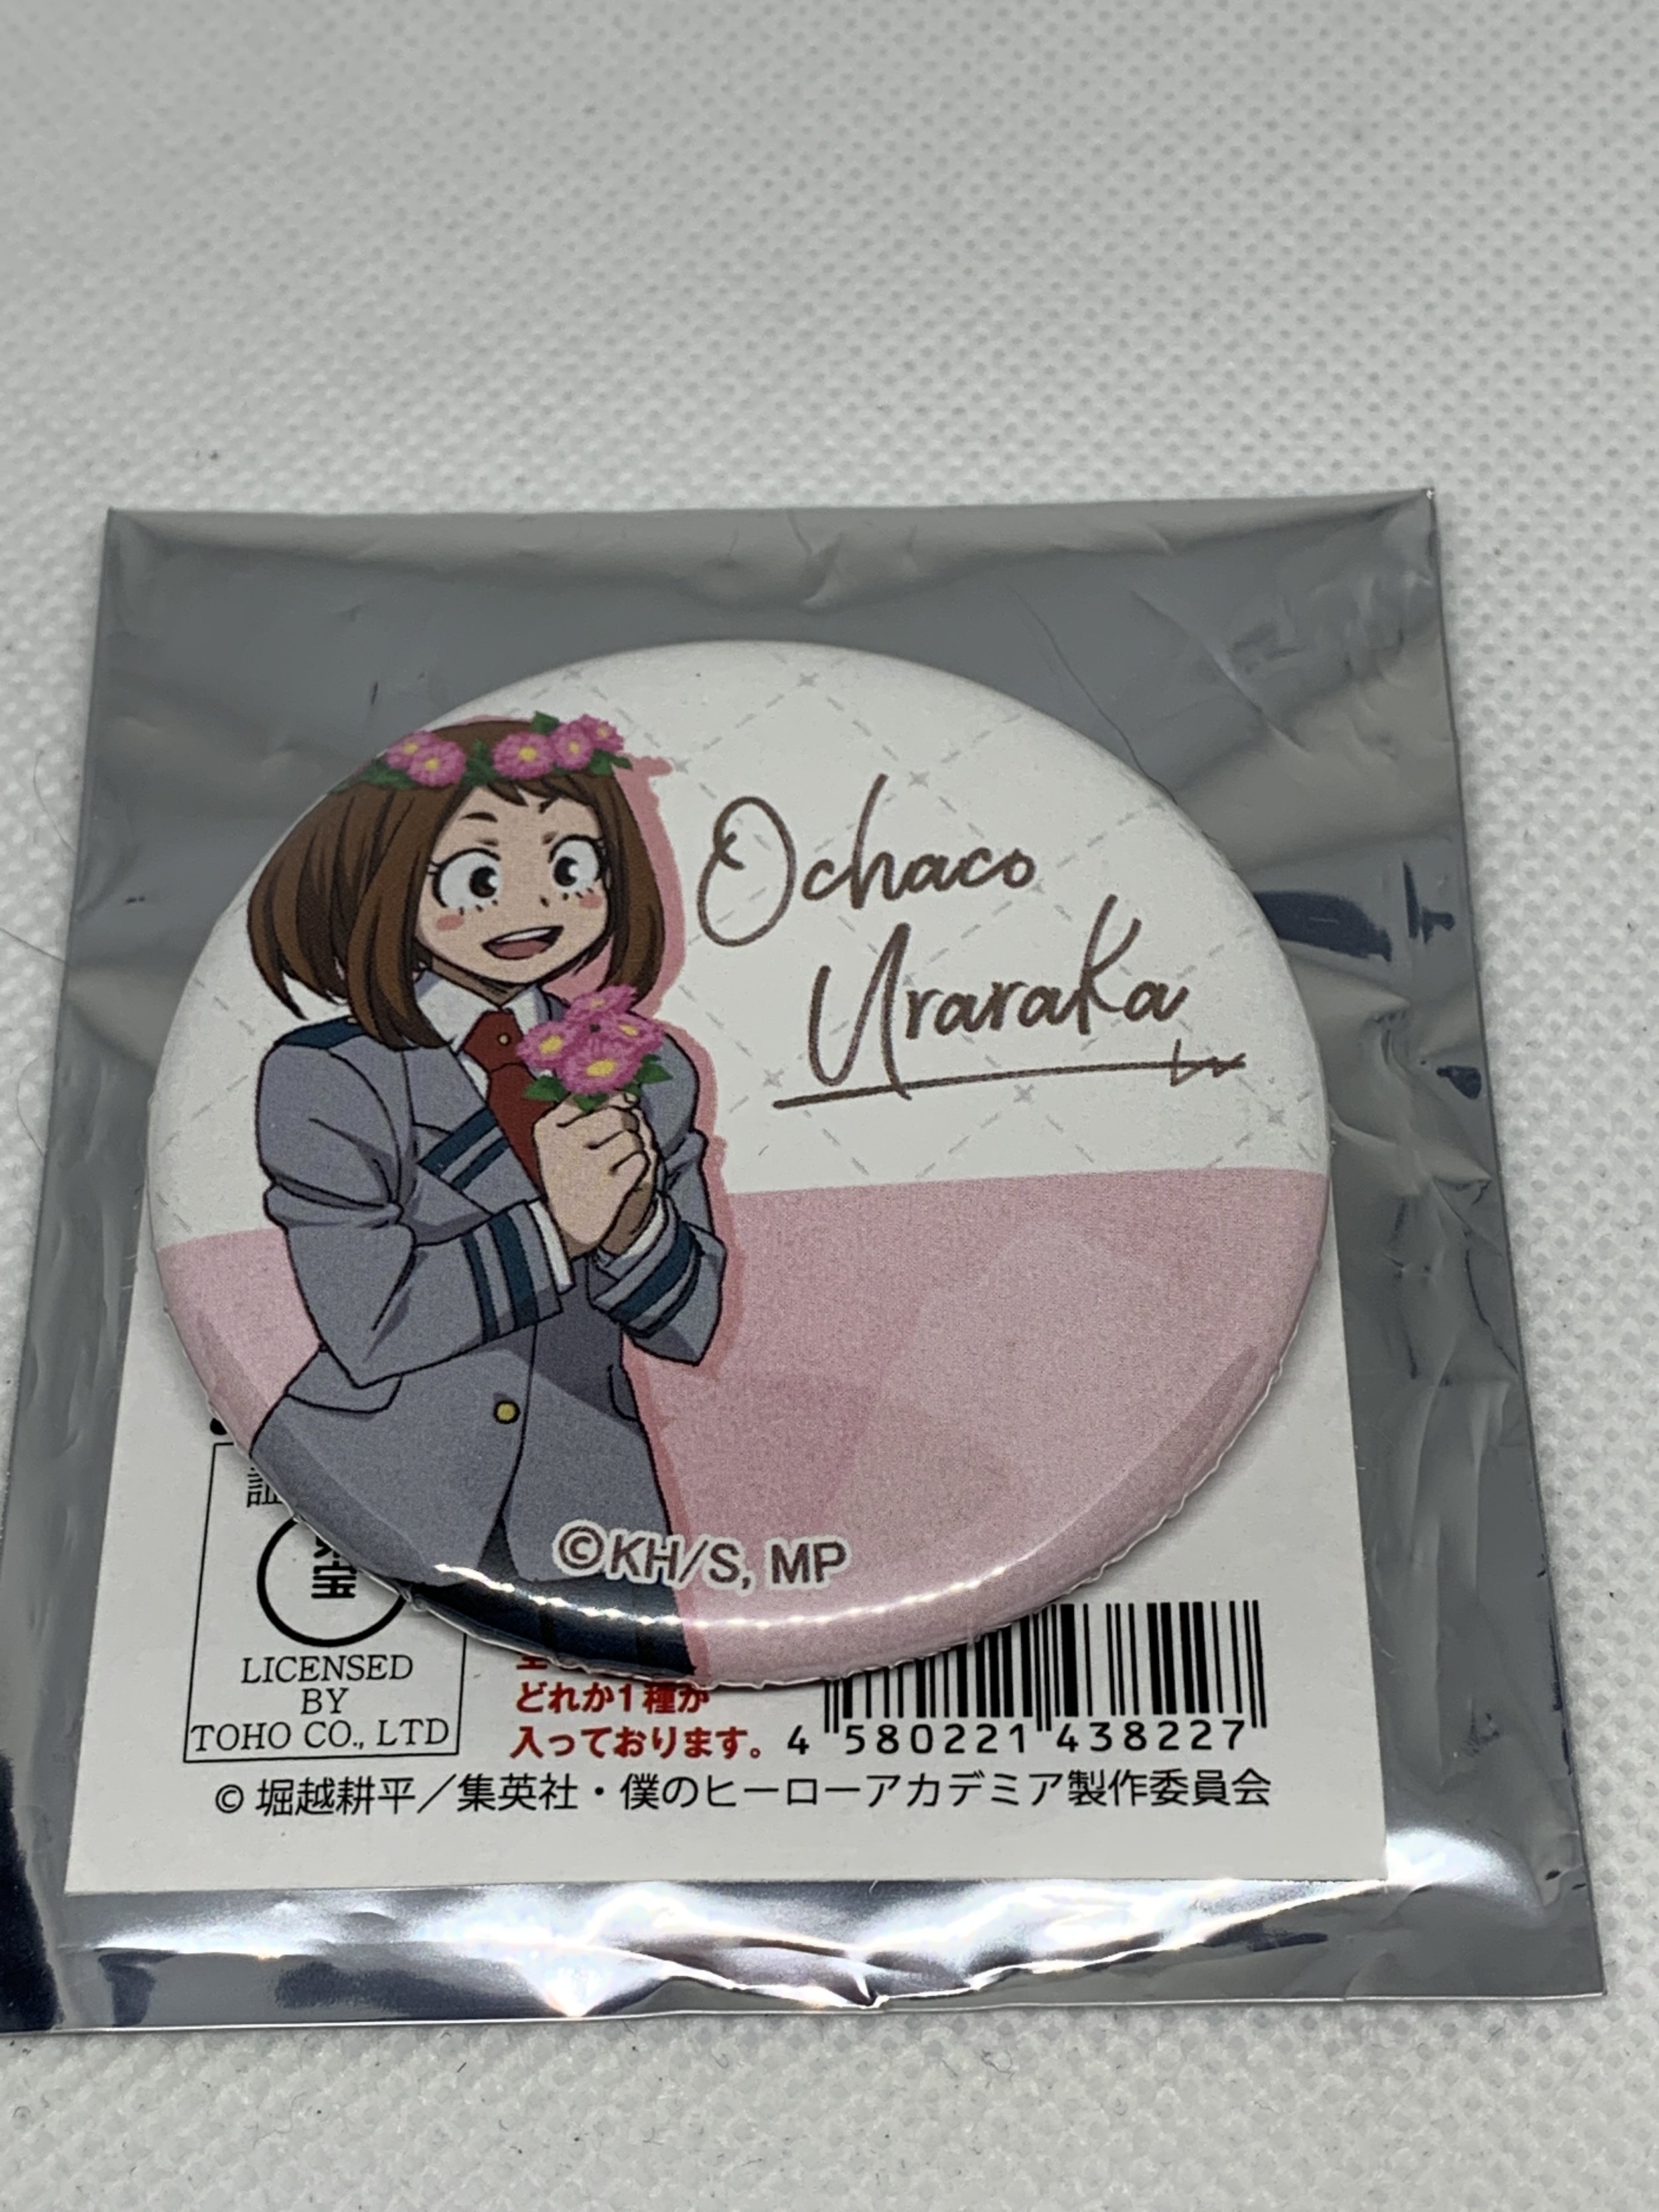 Ochaco
Uraraka
©KH/S, MP
宝
LICENSED
BY
TOHO CO., LTD
どれか1種が
入っております。
4 580221 438227
© 堀越耕平／集英社・僕のヒーローアカデミア製作委員会